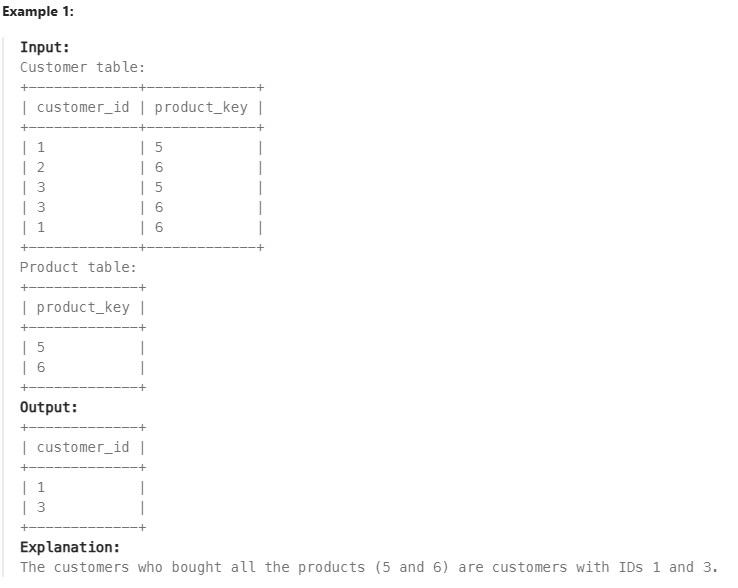 Example 1:
Input:
Customer table:
+-------------+-------------+
| customer_id | product_key |
+-------------+-------------+
| 1           | 5           |
| 2           | 6           |
| 3           | 5           |
| 3           | 6           |
| 1           | 6           |
+-------------+-------------+
Product table:
+-------------+
| product_key |
+-------------+
| 5           |
| 6           |
+-------------+
Output:
+-------------+
| customer_id |
+-------------+
| 1           |
| 3           |
+-------------+
Explanation:
The customers who bought all the products (5 and 6) are customers with IDs 1 and 3.